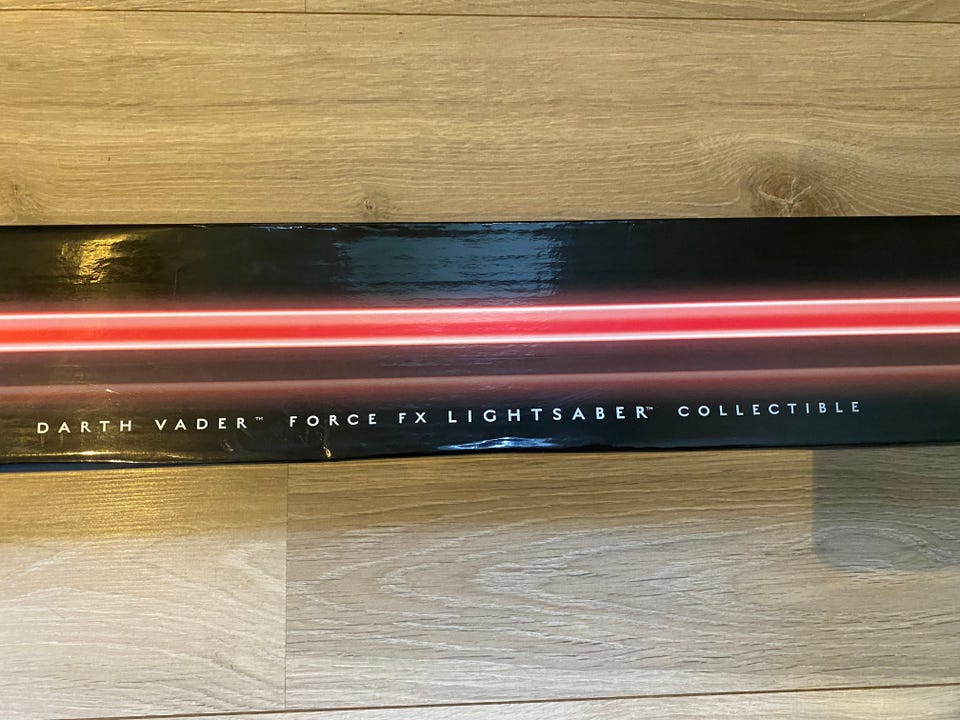 DARTH VADER™ FORCE FX LIGHTSABER™ COLLECTIBLE